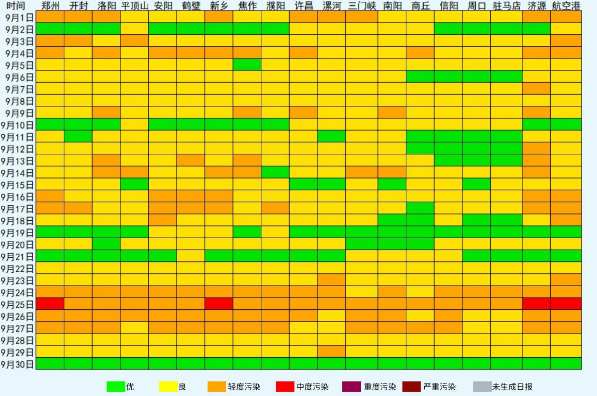 时间 郑州 开封 洛阳 平顶山 安阳 鹤壁 新乡 焦作 濮阳 许昌 漯河 三门峡 南阳 商丘 信阳 周口 驻马店 济源 航空港
9月1日
9月2日
9月3日
9月4日
9月5日
9月6日
9月7日
9月8日
9月9日
9月10日
9月11日
9月12日
9月13日
9月14日
9月15日
9月16日
9月17日
9月18日
9月19日
9月20日
9月21日
9月22日
9月23日
9月24日
9月25日
9月26日
9月27日
9月28日
9月29日
9月30日
优 良 轻度污染 中度污染 重度污染 严重污染 未生成日报